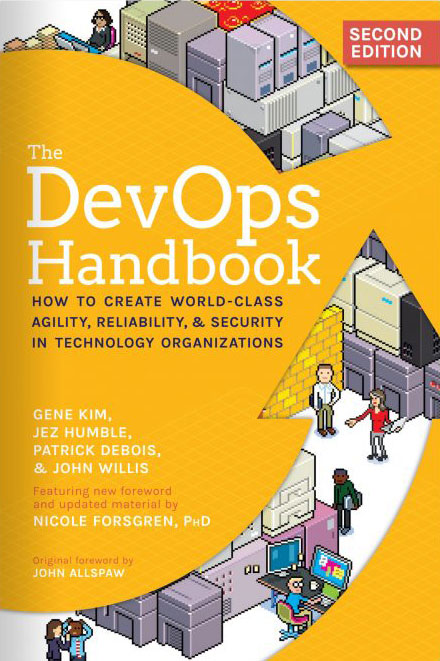 SECOND
EDITION
The
DevOps
Handbook
HOW TO CREATE WORLD-CLASS
AGILITY, RELIABILITY, & SECURITY
IN TECHNOLOGY ORGANIZATIONS
GENE KIM,
JEZ HUMBLE,
PATRICK DEBOIS,
& JOHN WILLIS
Featuring new foreword
and updated material by
NICOLE FORSGREN, PHD
Original foreword by
JOHN ALLSPAW